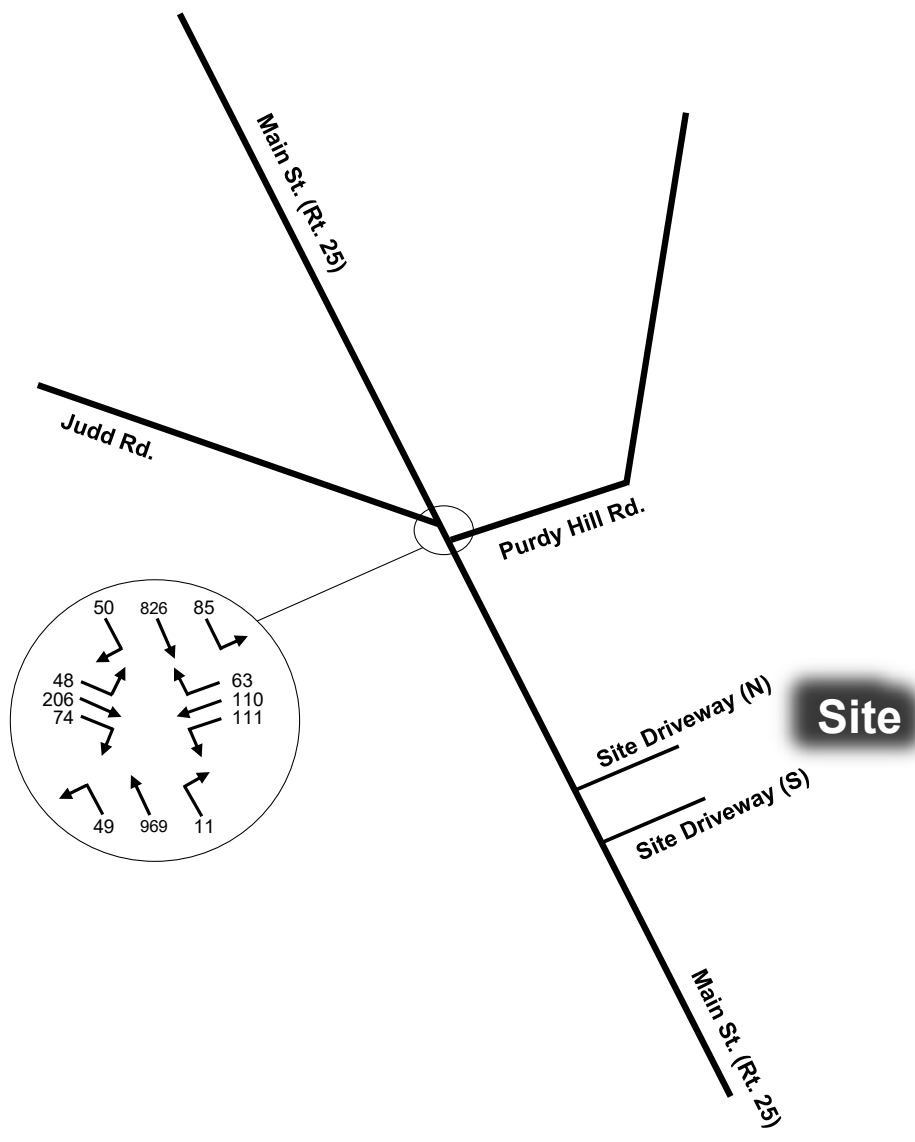 Main St. (Rt. 25)
Judd Rd.
Purdy Hill Rd.
50 826 85
48 63
206 110
74 111
49 969 11
Site Driveway (N)
Site
Site Driveway (S)
Main St. (Rt. 25)